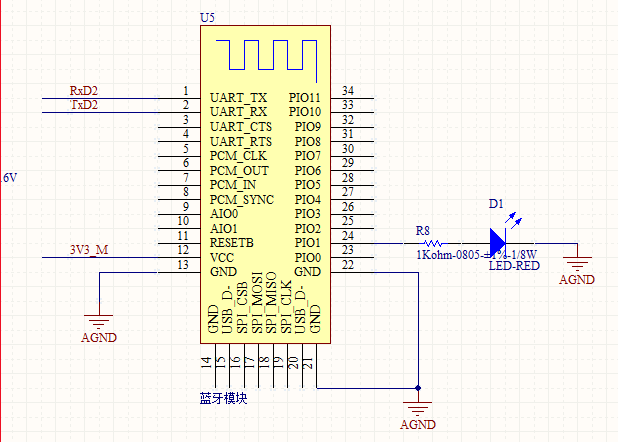 U5
RxD2 1 UART_TX PIO11 34
TxD2 2 UART_RX PIO10 33
3 UART_CTS PIO9 32
4 UART_RTS PIO8 31
5 PCM_CLK PIO7 30
6 PCM_OUT PIO6 29
.6V 7 PCM_IN PIO5 28
8 PCM_SYNC PIO4 27
9 AIO0 PIO3 26
10 AIO1 PIO2 25
11 RESETB PIO1 24
3V3_M 12 VCC PIO0 23
13 GND GND 22
R8
1Kohm-0805-±1%-1/8W
D1
LED-RED
AGND
GND USB_D- SPI_CSB SPI_MOSI SPI_MISO SPI_CLK USB_D- GND
14 15 16 17 18 19 20 21
AGND
蓝牙模块
AGND